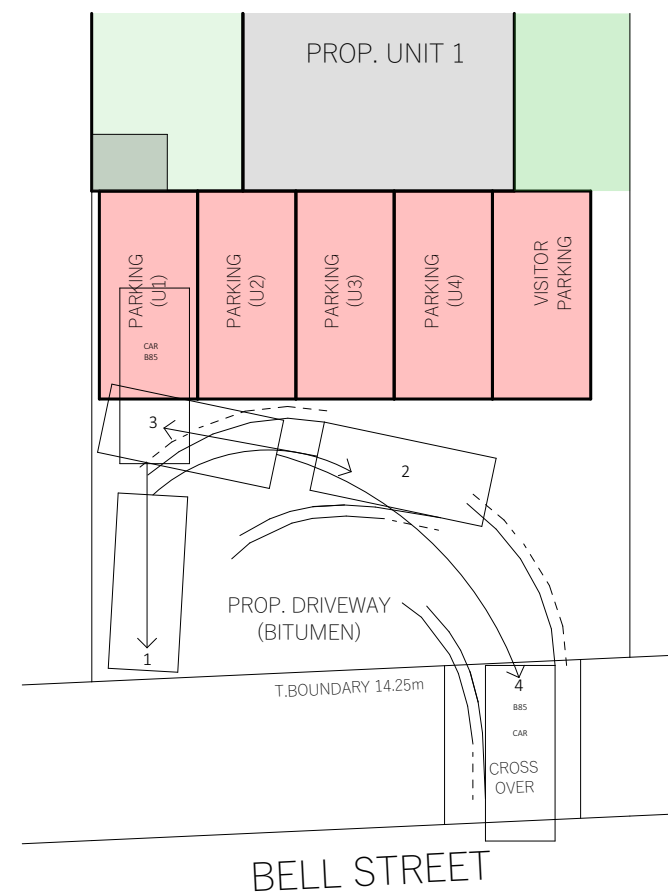 PROP. UNIT 1
PARKING
(U1)
PARKING
(U2)
PARKING
(U3)
PARKING
(U4)
VISITOR
PARKING
CAR
B85
3
2
PROP. DRIVEWAY
(BITUMEN)
1
T.BOUNDARY 14.25m
4
B85
CAR
CROSS
OVER
BELL STREET